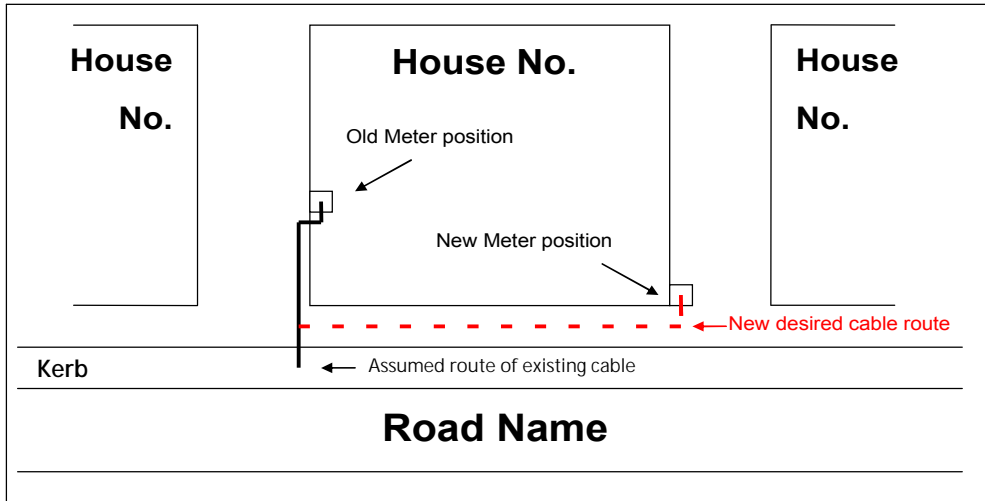 House
No.
House No.
House
No.
Old Meter position
New Meter position
New desired cable route
Assumed route of existing cable
Kerb
Road Name